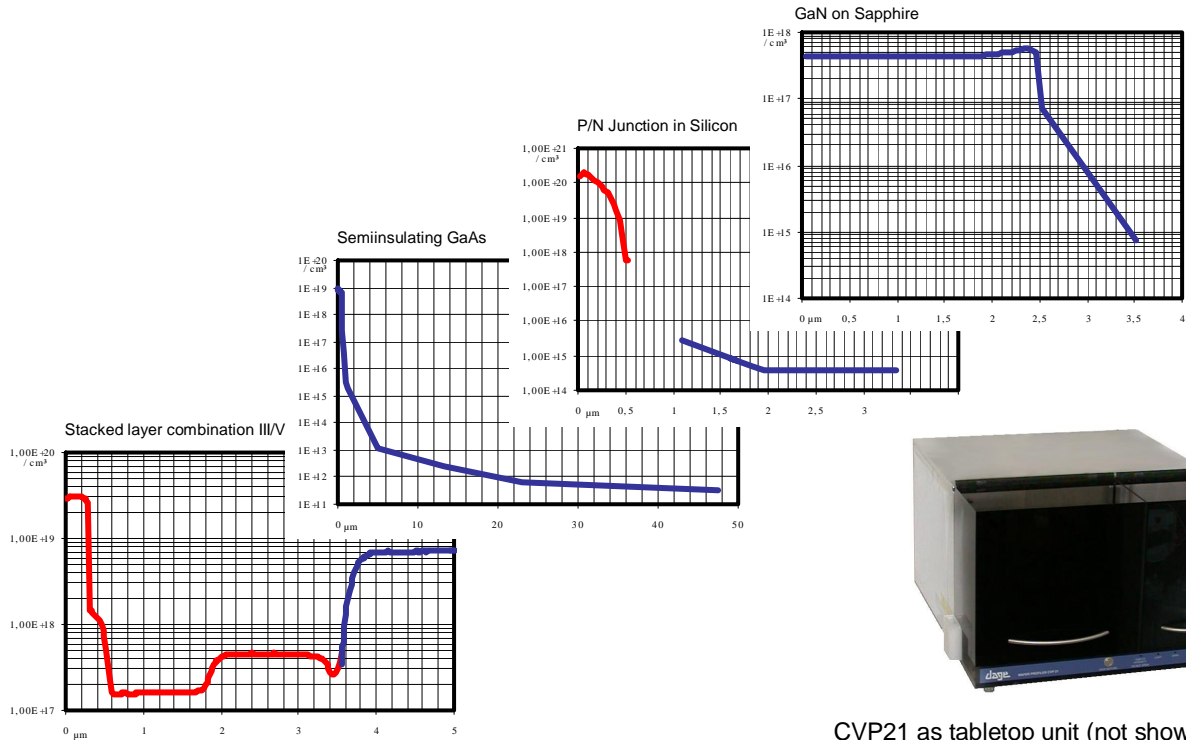 GaN on Sapphire
1E+18
/ cm³
1E+17
1E+16
1E+15
1E+14
0 µm 0,5 1 1,5 2 2,5 3 3,5 4
P/N Junction in Silicon
1,00E+21
/ cm³
1,00E+20
1,00E+19
1,00E+18
1,00E+17
1,00E+16
1,00E+15
1,00E+14
0 µm 0,5 1 1,5 2 2,5 3
Semiinsulating GaAs
1E+20
/ cm³
1E+19
1E+18
1E+17
1E+16
1E+15
1E+14
1E+13
1E+12
1E+11
0 µm 10 20 30 40 50
Stacked layer combination III/V
1,00E+20
/ cm³
1,00E+19
1,00E+18
1,00E+17
0 µm 1 2 3 4 5
dage
CVP21 as tabletop unit (not show